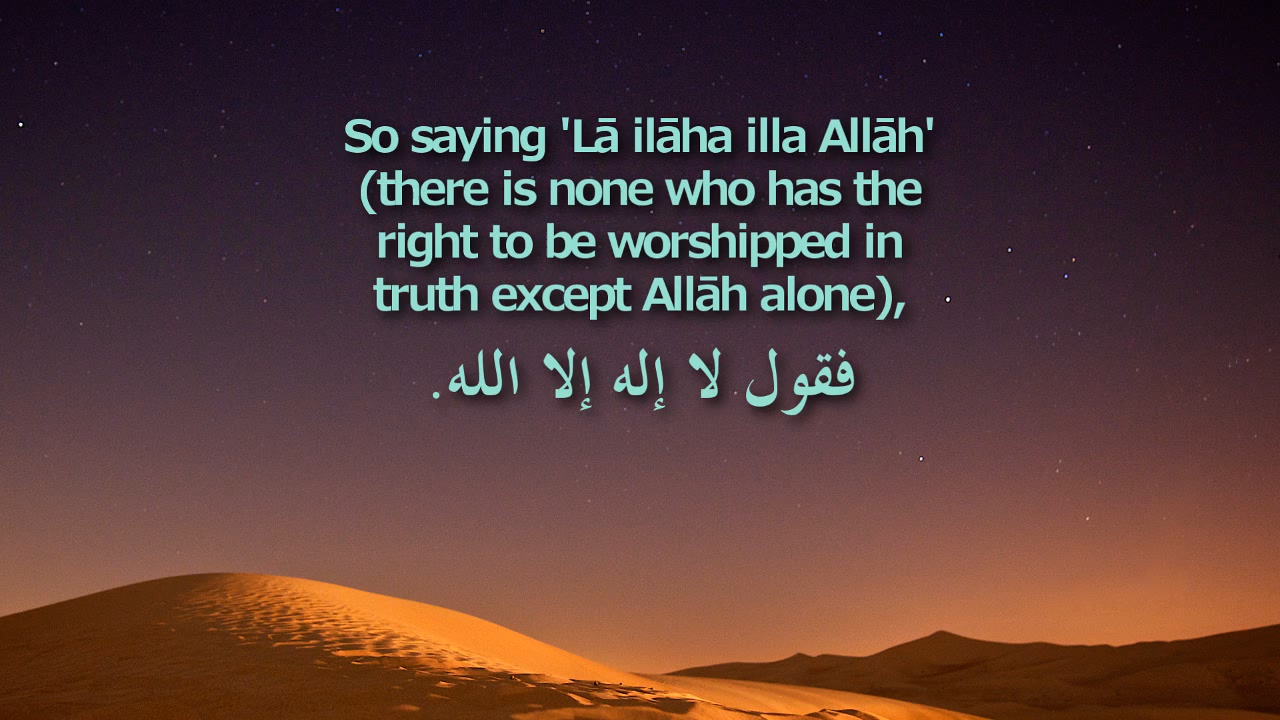 So saying 'Lā ilāha illa Allāh'
(there is none who has the
right to be worshipped in
truth except Allāh alone),
فقول لا إله إلا الله.